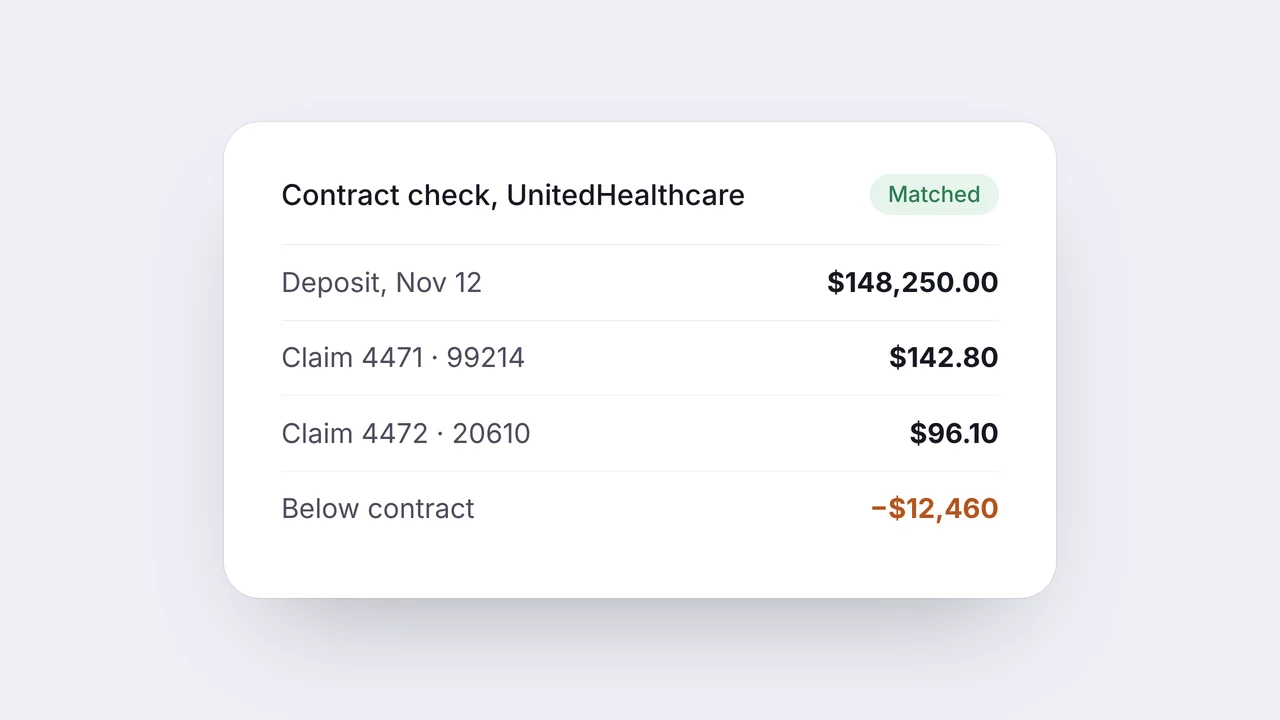 Contract check, UnitedHealthcare Matched
Deposit, Nov 12 $148,250.00
Claim 4471 · 99214 $142.80
Claim 4472 · 20610 $96.10
Below contract −$12,460